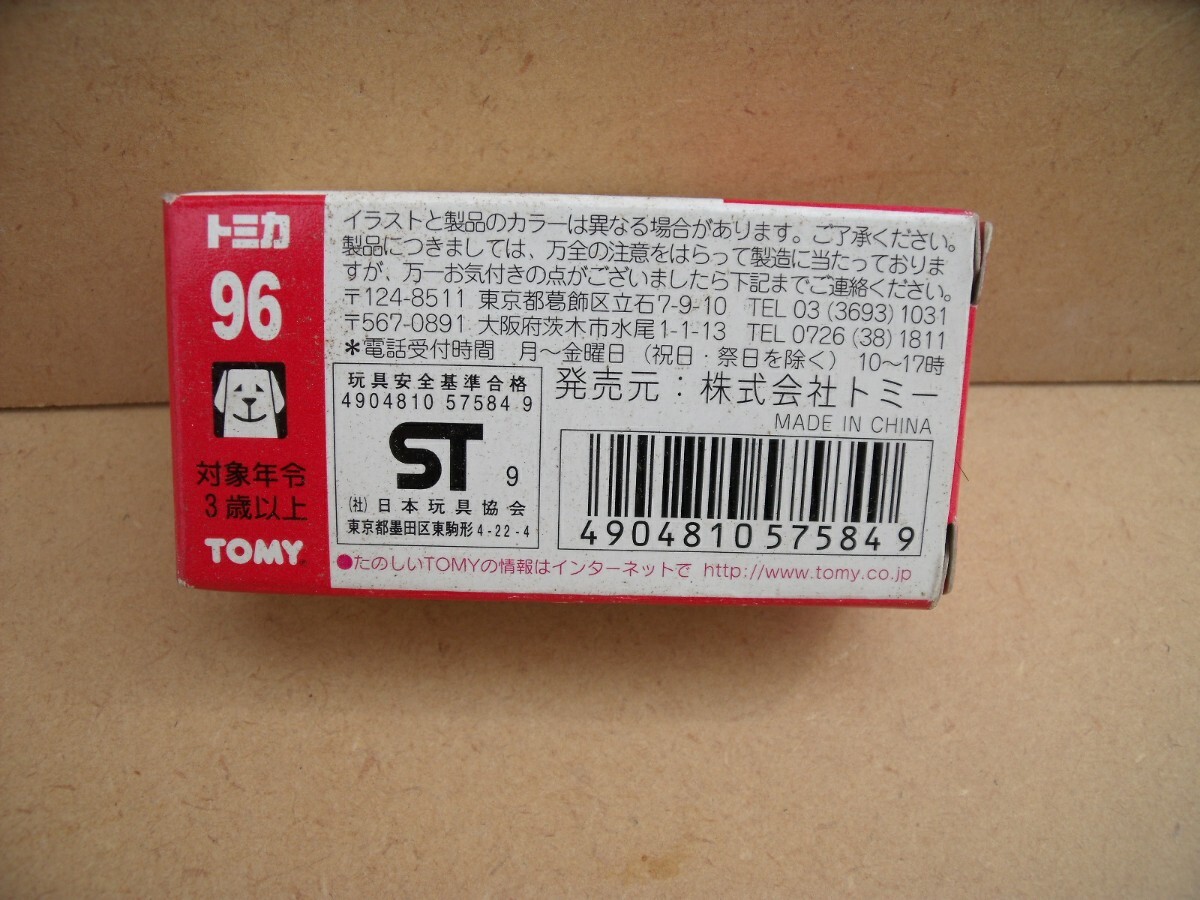 トミカ
96
対象年令
3歳以上
TOMY
イラストと製品のカラーは異なる場合があります。ご了承ください。
製品につきましては、万全の注意をはらって製造に当たっておりま
すが、万一お気付きの点がございましたら下記までご連絡ください。
〒124-8511 東京都葛飾区立石7-9-10 TEL 03 (3693) 1031
〒567-0891 大阪府茨木市水尾1-1-13 TEL 0726 (38) 1811
*電話受付時間 月～金曜日 (祝日・祭日を除く) 10～17時
玩具安全基準合格
4904810 57584 9
ST 9
(社) 日本玩具協会
東京都墨田区東駒形4-22-4
発売元：株式会社トミー
MADE IN CHINA
4904810575849
●たのしいTOMYの情報はインターネットで http://www.tomy.co.jp